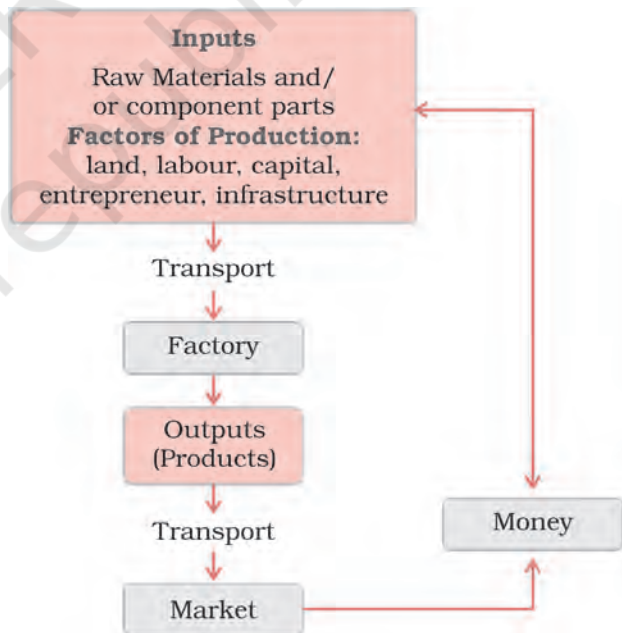 Inputs
Raw Materials and/
or component parts
Factors of Production:
land, labour, capital,
entrepreneur, infrastructure
Transport
Factory
Outputs
(Products)
Transport
Money
Market